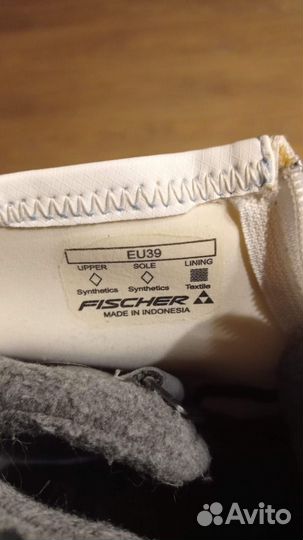 EU39
UPPER SOLE LINING
Synthetics Synthetics Textile
FISCHER
MADE IN INDONESIA
Avito